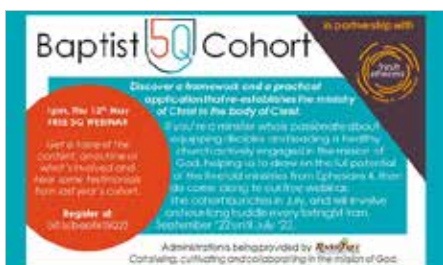 Baptist 5Q Cohort
in partnership with
fresh
Discover a framework and a practical
application that re-establishes the ministry
of Christ in the body of Christ.
1pm, Thu 12th May
FREE 5Q WEBINAR
Get a taste of the
content, an outline of
what's involved and
hear some testimonials
from last year's cohort.
Register at:
If you're a minister who's passionate about
equipping disciples and leading a healthy
church actively engaged in the mission of
God, helping us to draw on the full potential
of the fivefold ministries from Ephesians 4, then
do come along to our free webinar.
The cohort launches in July, and will involve
an hour long huddle every fortnight from
September '22 until July '23.
Administration is being provided by
Catalysing, cultivating and collaborating in the mission of God.